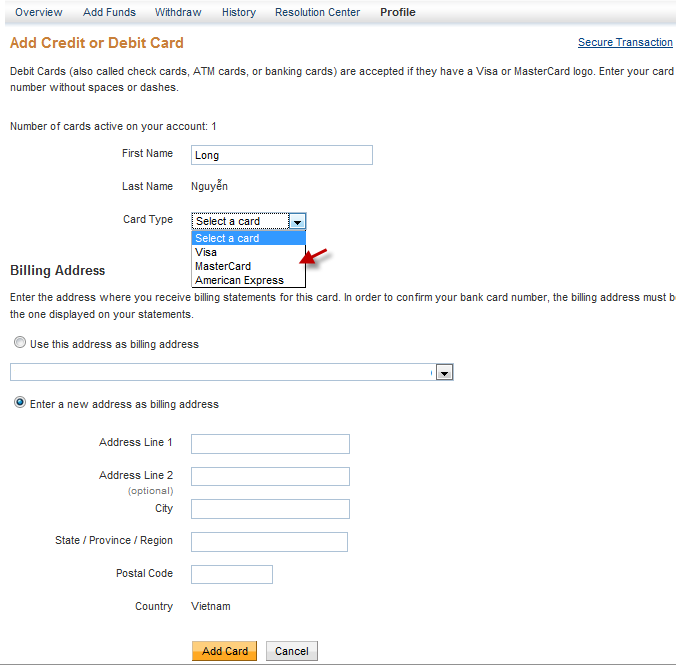 Overview Add Funds Withdraw History Resolution Center Profile
Add Credit or Debit Card Secure Transaction
Debit Cards (also called check cards, ATM cards, or banking cards) are accepted if they have a Visa or MasterCard logo. Enter your card
number without spaces or dashes.
Number of cards active on your account: 1
First Name Long
Last Name Nguyễn
Card Type Select a card
Select a card
Visa
MasterCard
American Express
Billing Address
Enter the address where you receive billing statements for this card. In order to confirm your bank card number, the billing address must b
the one displayed on your statements.
Use this address as billing address
Enter a new address as billing address
Address Line 1
Address Line 2
(optional)
City
State / Province / Region
Postal Code
Country Vietnam
Add Card Cancel